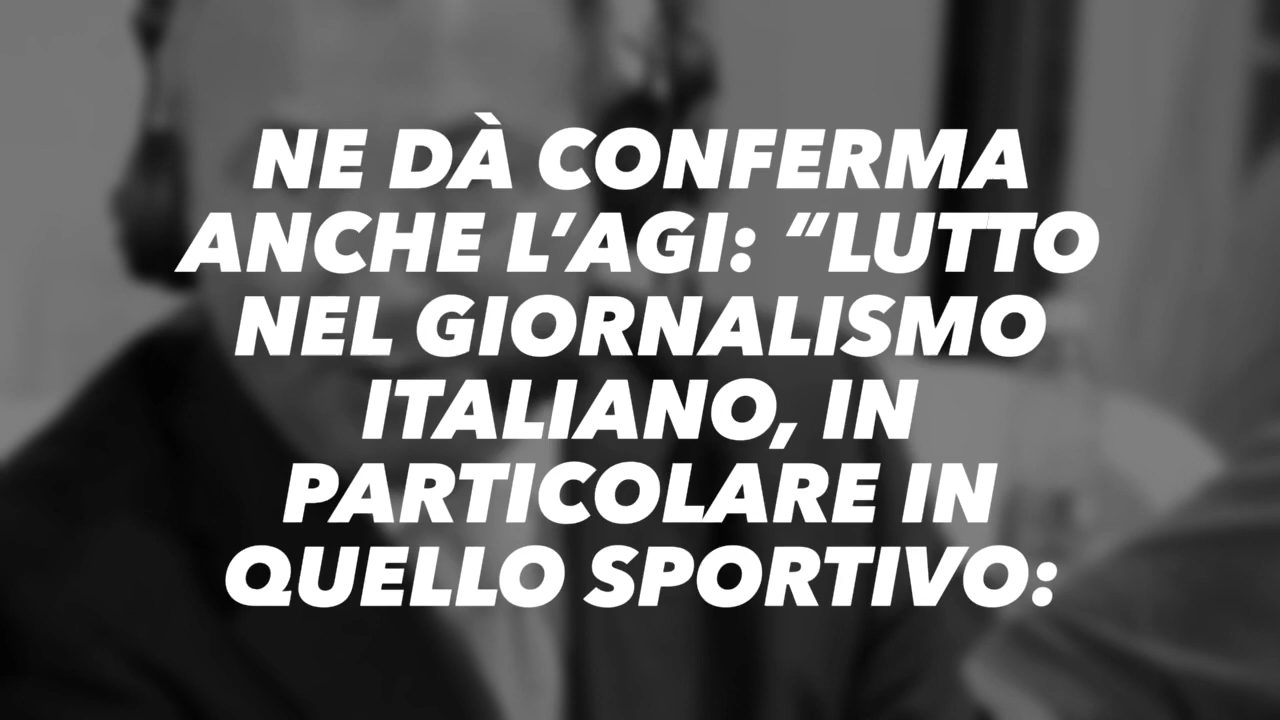 NE DÀ CONFERMA
ANCHE L’AGI: “LUTTO
NEL GIORNALISMO
ITALIANO, IN
PARTICOLARE IN
QUELLO SPORTIVO: